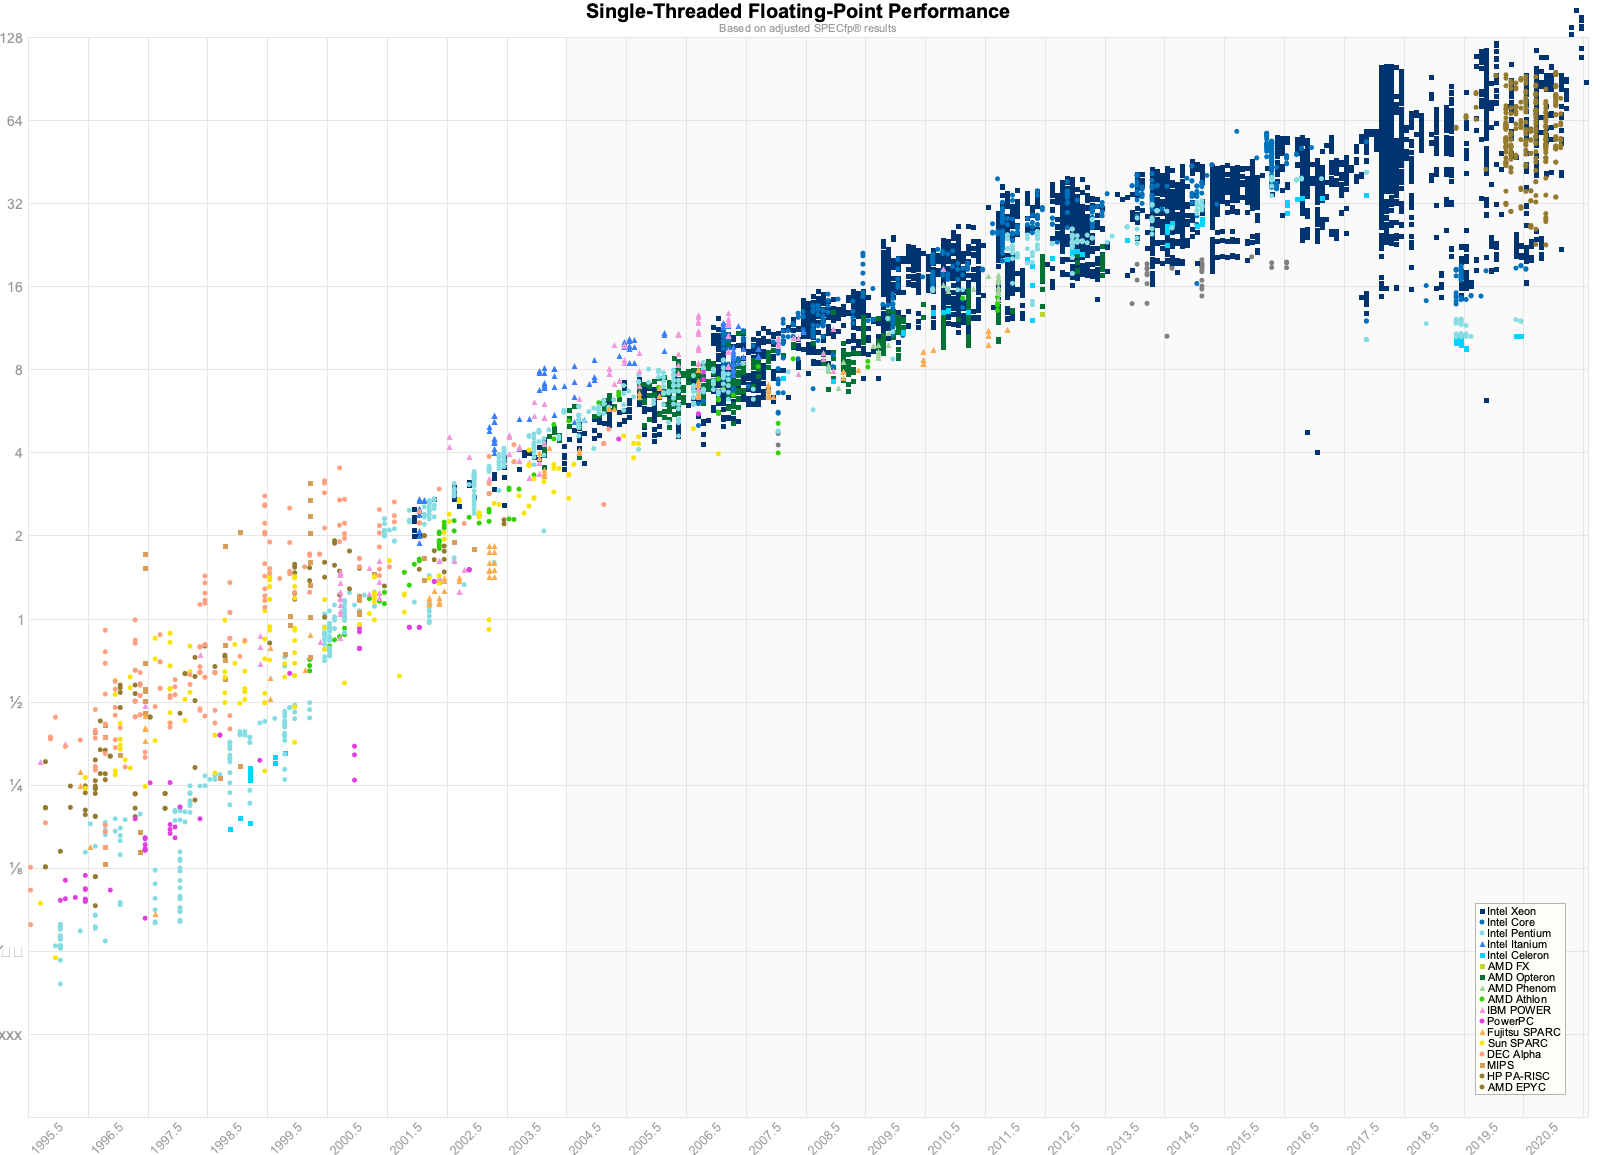 Single-Threaded Floating-Point Performance
Based on adjusted SPECfp® results
128
64
32
16
8
4
2
1
½
¼
⅛
XXX
1995.5
1996.5
1997.5
1998.5
1999.5
2000.5
2001.5
2002.5
2003.5
2004.5
2005.5
2006.5
2007.5
2008.5
2009.5
2010.5
2011.5
2012.5
2013.5
2014.5
2015.5
2016.5
2017.5
2018.5
2019.5
2020.5
Intel Xeon
Intel Core
Intel Pentium
Intel Itanium
Intel Celeron
AMD FX
AMD Opteron
AMD Phenom
AMD Athlon
IBM POWER
PowerPC
Fujitsu SPARC
Sun SPARC
DEC Alpha
MIPS
HP PA-RISC
AMD EPYC